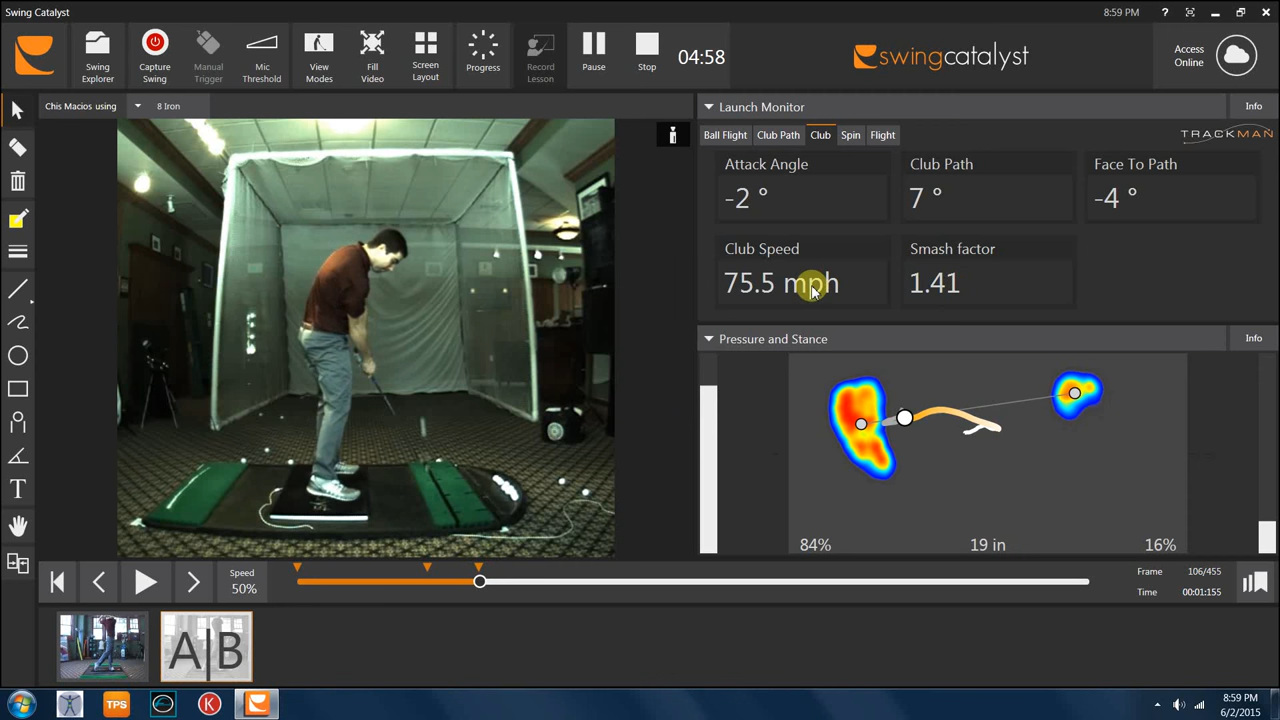 Swing Catalyst
8:59 PM
?
Swing Explorer
Capture Swing
Manual Trigger
Mic Threshold
View Modes
Fill Video
Screen Layout
Progress
Record Lesson
Pause
Stop
04:58
swingcatalyst
Access Online
Chis Macios using
8 Iron
Launch Monitor
Info
Ball Flight
Club Path
Club
Spin
Flight
TRACKMAN
Attack Angle
-2 °
Club Path
7 °
Face To Path
-4 °
Club Speed
75.5 mph
Smash factor
1.41
Pressure and Stance
Info
84%
19 in
16%
T
Speed
50%
Frame 106/455
Time 00:01:155
A|B
TPS
K
8:59 PM
6/2/2015